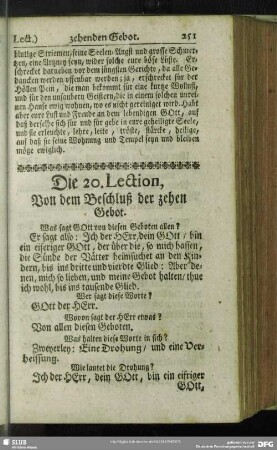 Lect.) zehenden Gebot. 251
blutige Striemen, seine Seelen-Angst und grosse Schmer-
tzen, eine Artzney seyn, wider solche eure böse Lüste. Er-
schrecket darneben vor dem jüngsten Gerichte, da alle Ge-
dancken werden offenbar werden; ja, erschrecket für der
Höllen Pein, die man bekommt für eine kurtze Wollust,
und für den unsaubern Geistern, die in einem solchen unrei-
nen Hause ewig wohnen, wo es nicht gereiniget wird. Habt
aber eure Lust und Freude an dem lebendigen GOtt, auf
daß derselbe sich für und für gebe in eure geheiligte Seele,
und sie erleuchte, lehre, leite, tröste, stärcke, heilige,
auf daß sie seine Wohnung und Tempel seyn und bleiben
möge ewiglich.
Die 20. Lection,
Von dem Beschluß der zehen
Gebot.
Was sagt GOtt von diesen Geboten allen?
Er sagt also: Ich der HErr, dein GOtt / bin
ein eifseriger GOtt, der über die, so mich hassen,
die Sünde der Vätter heimsuchet an den Kin-
dern, bis ins dritte und vierdte Glied: Aber de-
nen, mich so lieben, und meine Gebot halten / thue
ich wohl, bis ins tausende Glied.
Wer sagt diese Worte?
GOtt der HErr.
Wovon sagt der HErr etwas?
Von allen diesen Geboten.
Was halten diese Worte in sich?
Zweyerley: Eine Drohung / und eine Ver-
heissung.
Wie lautet die Drohung?
Ich der HErr, dein GOtt, bin ein eifriger
GOtt,
SLUB
DFG